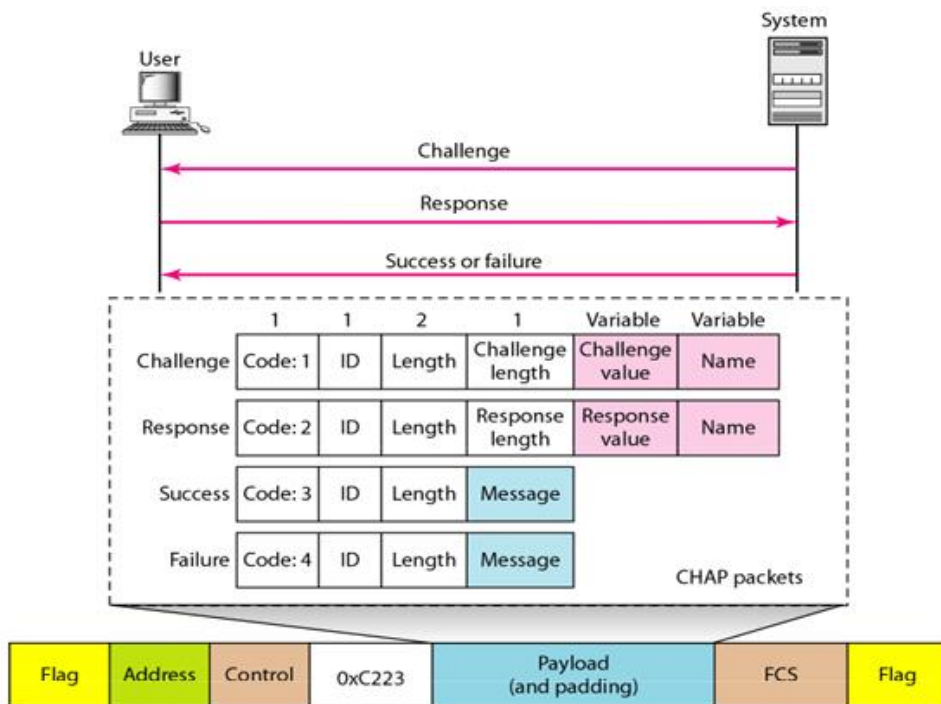 System
User
Challenge
Response
Success or failure
1 1 2 1 Variable Variable
Challenge Code: 1 ID Length Challenge length Challenge value Name
Response Code: 2 ID Length Response length Response value Name
Success Code: 3 ID Length Message
Failure Code: 4 ID Length Message
CHAP packets
Flag Address Control 0xC223 Payload (and padding) FCS Flag